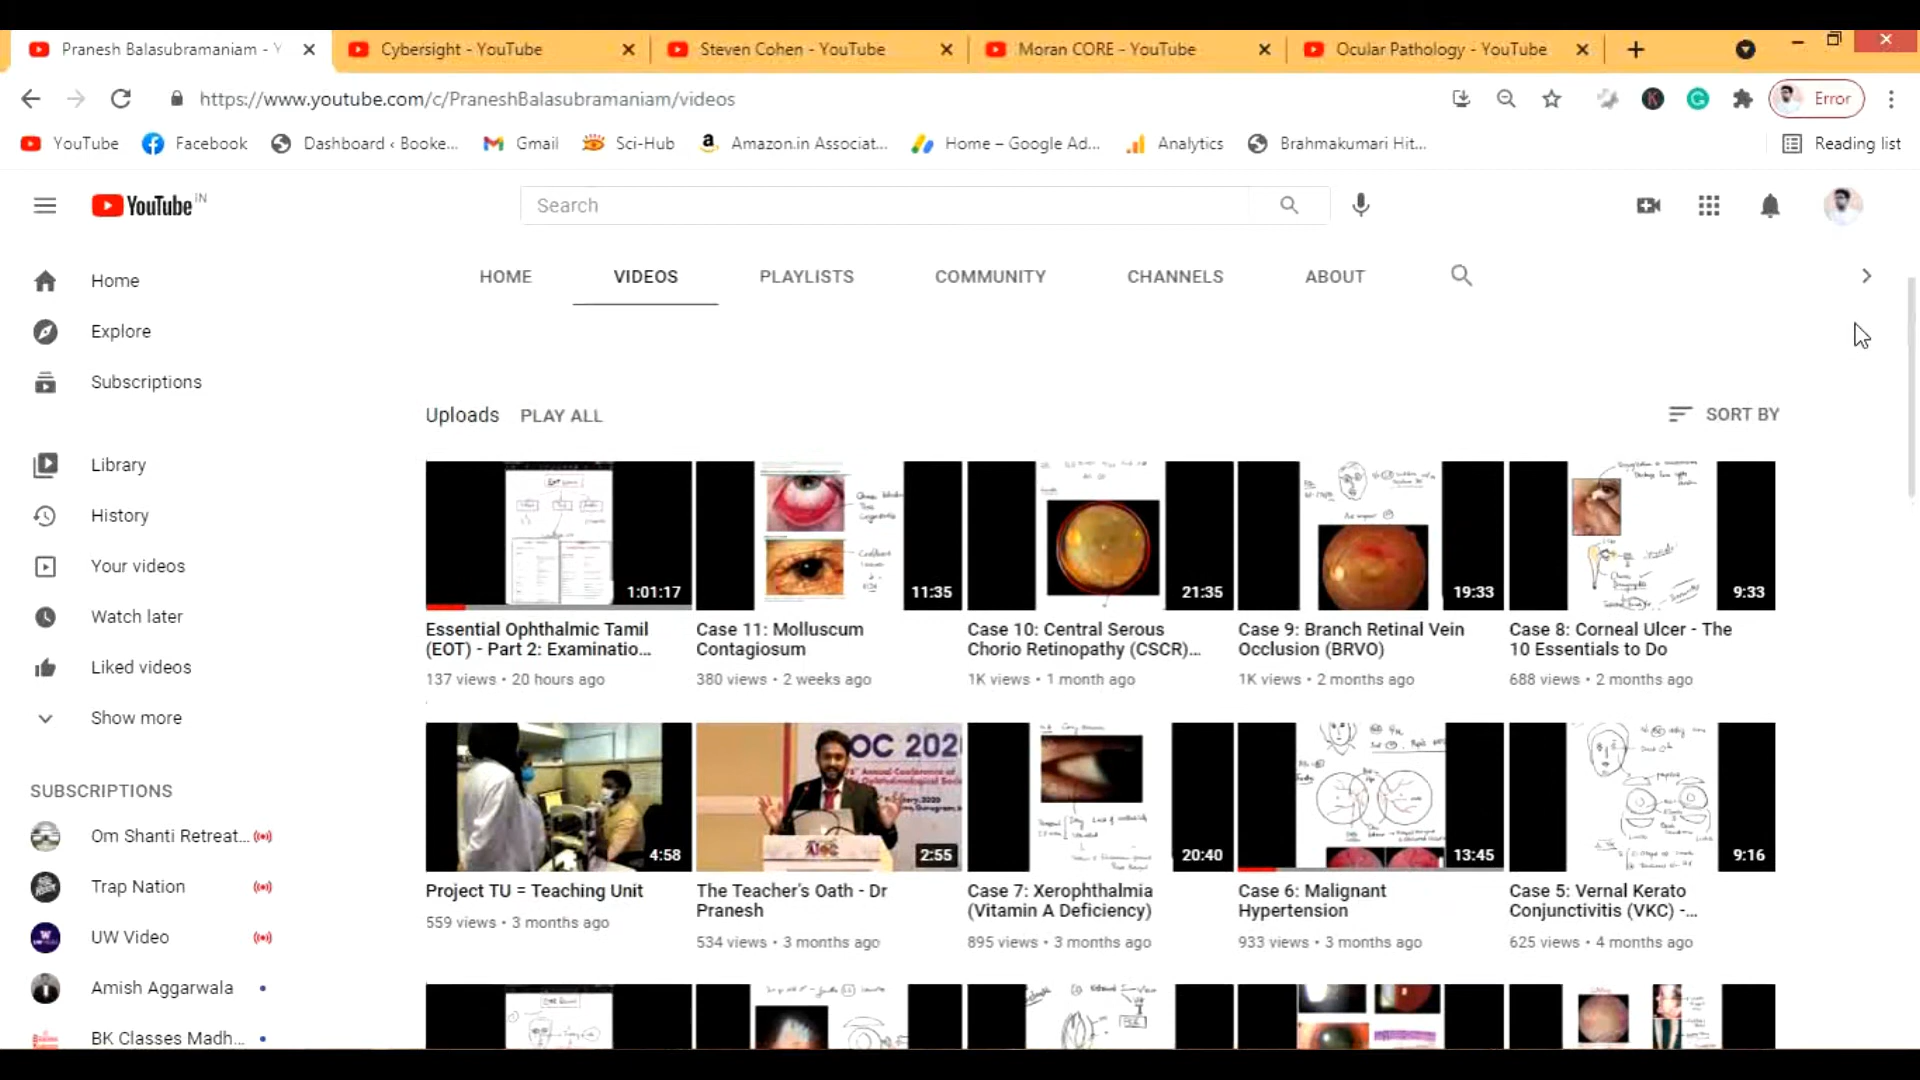 Pranesh Balasubramaniam - Y
Cybersight - YouTube
Steven Cohen - YouTube
Moran CORE - YouTube
Ocular Pathology - YouTube
https://www.youtube.com/c/PraneshBalasubramaniam/videos
Error
YouTube
Facebook
Dashboard ‹ Booke...
Gmail
Sci-Hub
Amazon.in Associat...
Home – Google Ad...
Analytics
Brahmakumari Hit...
Reading list
YouTube IN
Search
Home
Explore
Subscriptions
Library
History
Your videos
Watch later
Liked videos
Show more
SUBSCRIPTIONS
Om Shanti Retreat...
Trap Nation
UW Video
Amish Aggarwala
BK Classes Madh...
HOME
VIDEOS
PLAYLISTS
COMMUNITY
CHANNELS
ABOUT
Uploads
PLAY ALL
SORT BY
1:01:17
11:35
21:35
19:33
9:33
Essential Ophthalmic Tamil
(EOT) - Part 2: Examinatio...
137 views • 20 hours ago
Case 11: Molluscum
Contagiosum
380 views • 2 weeks ago
Case 10: Central Serous
Chorio Retinopathy (CSCR)...
1K views • 1 month ago
Case 9: Branch Retinal Vein
Occlusion (BRVO)
1K views • 2 months ago
Case 8: Corneal Ulcer - The
10 Essentials to Do
688 views • 2 months ago
OC 202
4:58
2:55
20:40
13:45
9:16
Project TU = Teaching Unit
559 views • 3 months ago
The Teacher's Oath - Dr
Pranesh
534 views • 3 months ago
Case 7: Xerophthalmia
(Vitamin A Deficiency)
895 views • 3 months ago
Case 6: Malignant
Hypertension
933 views • 3 months ago
Case 5: Vernal Kerato
Conjunctivitis (VKC) -...
625 views • 4 months ago